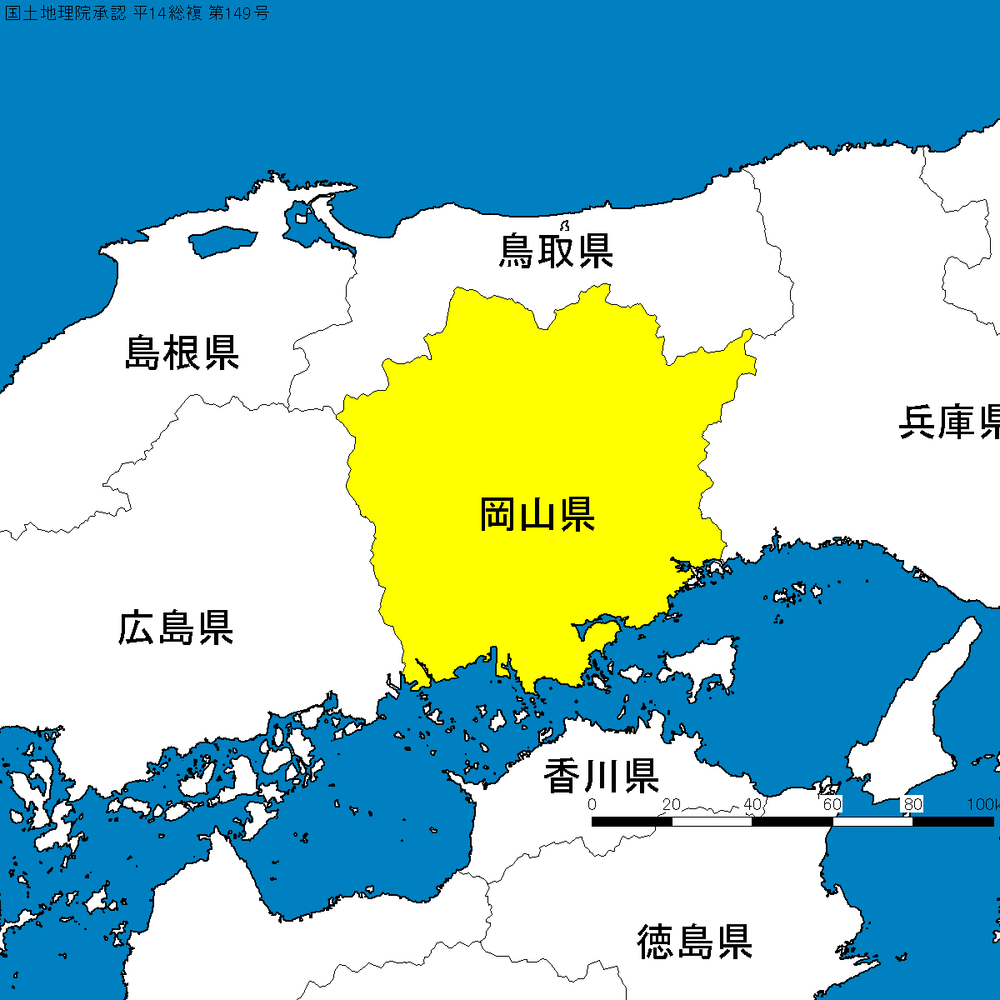 国土地理院承認 平14総複 第149号
鳥取県
島根県
兵庫県
岡山県
広島県
香川県
0 20 40 60 80 100k
徳島県